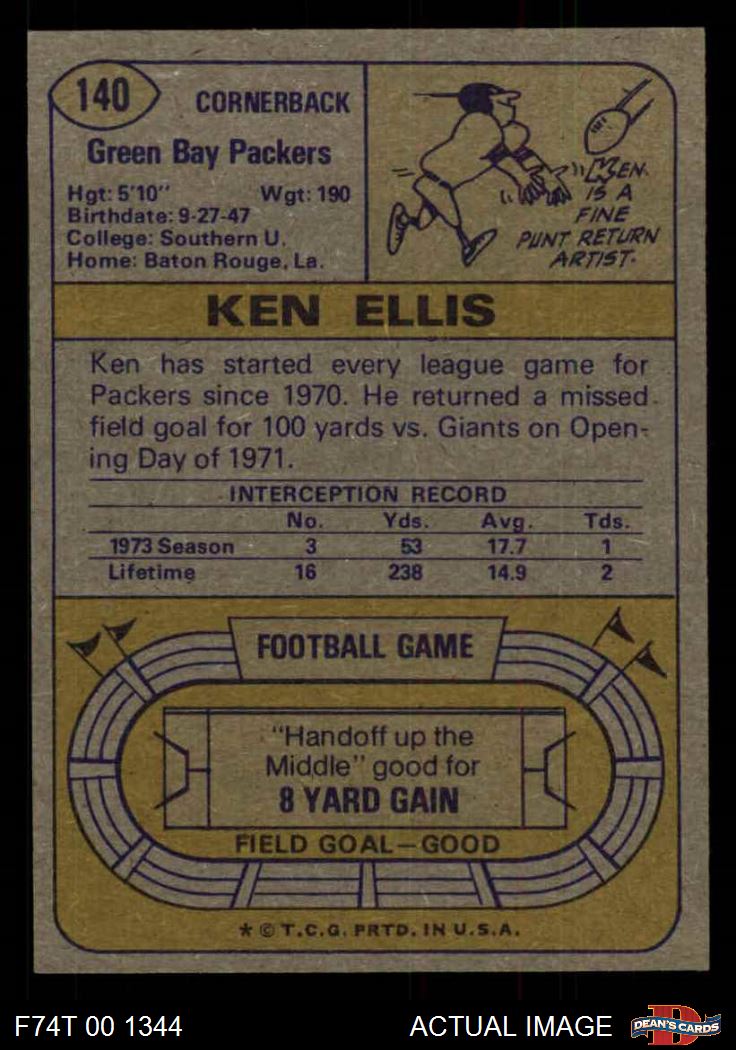 140
CORNERBACK
Green Bay Packers
Hgt: 5'10" Wgt: 190
Birthdate: 9-27-47
College: Southern U.
Home: Baton Rouge, La.
KEN
IS A
FINE
PUNT RETURN
ARTIST.
KEN ELLIS
Ken has started every league game for
Packers since 1970. He returned a missed
field goal for 100 yards vs. Giants on Open-
ing Day of 1971.
INTERCEPTION RECORD
No. Yds. Avg. Tds.
1973 Season 3 53 17.7 1
Lifetime 16 238 14.9 2
FOOTBALL GAME
"Handoff up the
Middle" good for
8 YARD GAIN
FIELD GOAL—GOOD
* © T.C.G. PRTD. IN U.S.A.
F74T 00 1344
ACTUAL IMAGE
D
DEAN'S CARDS